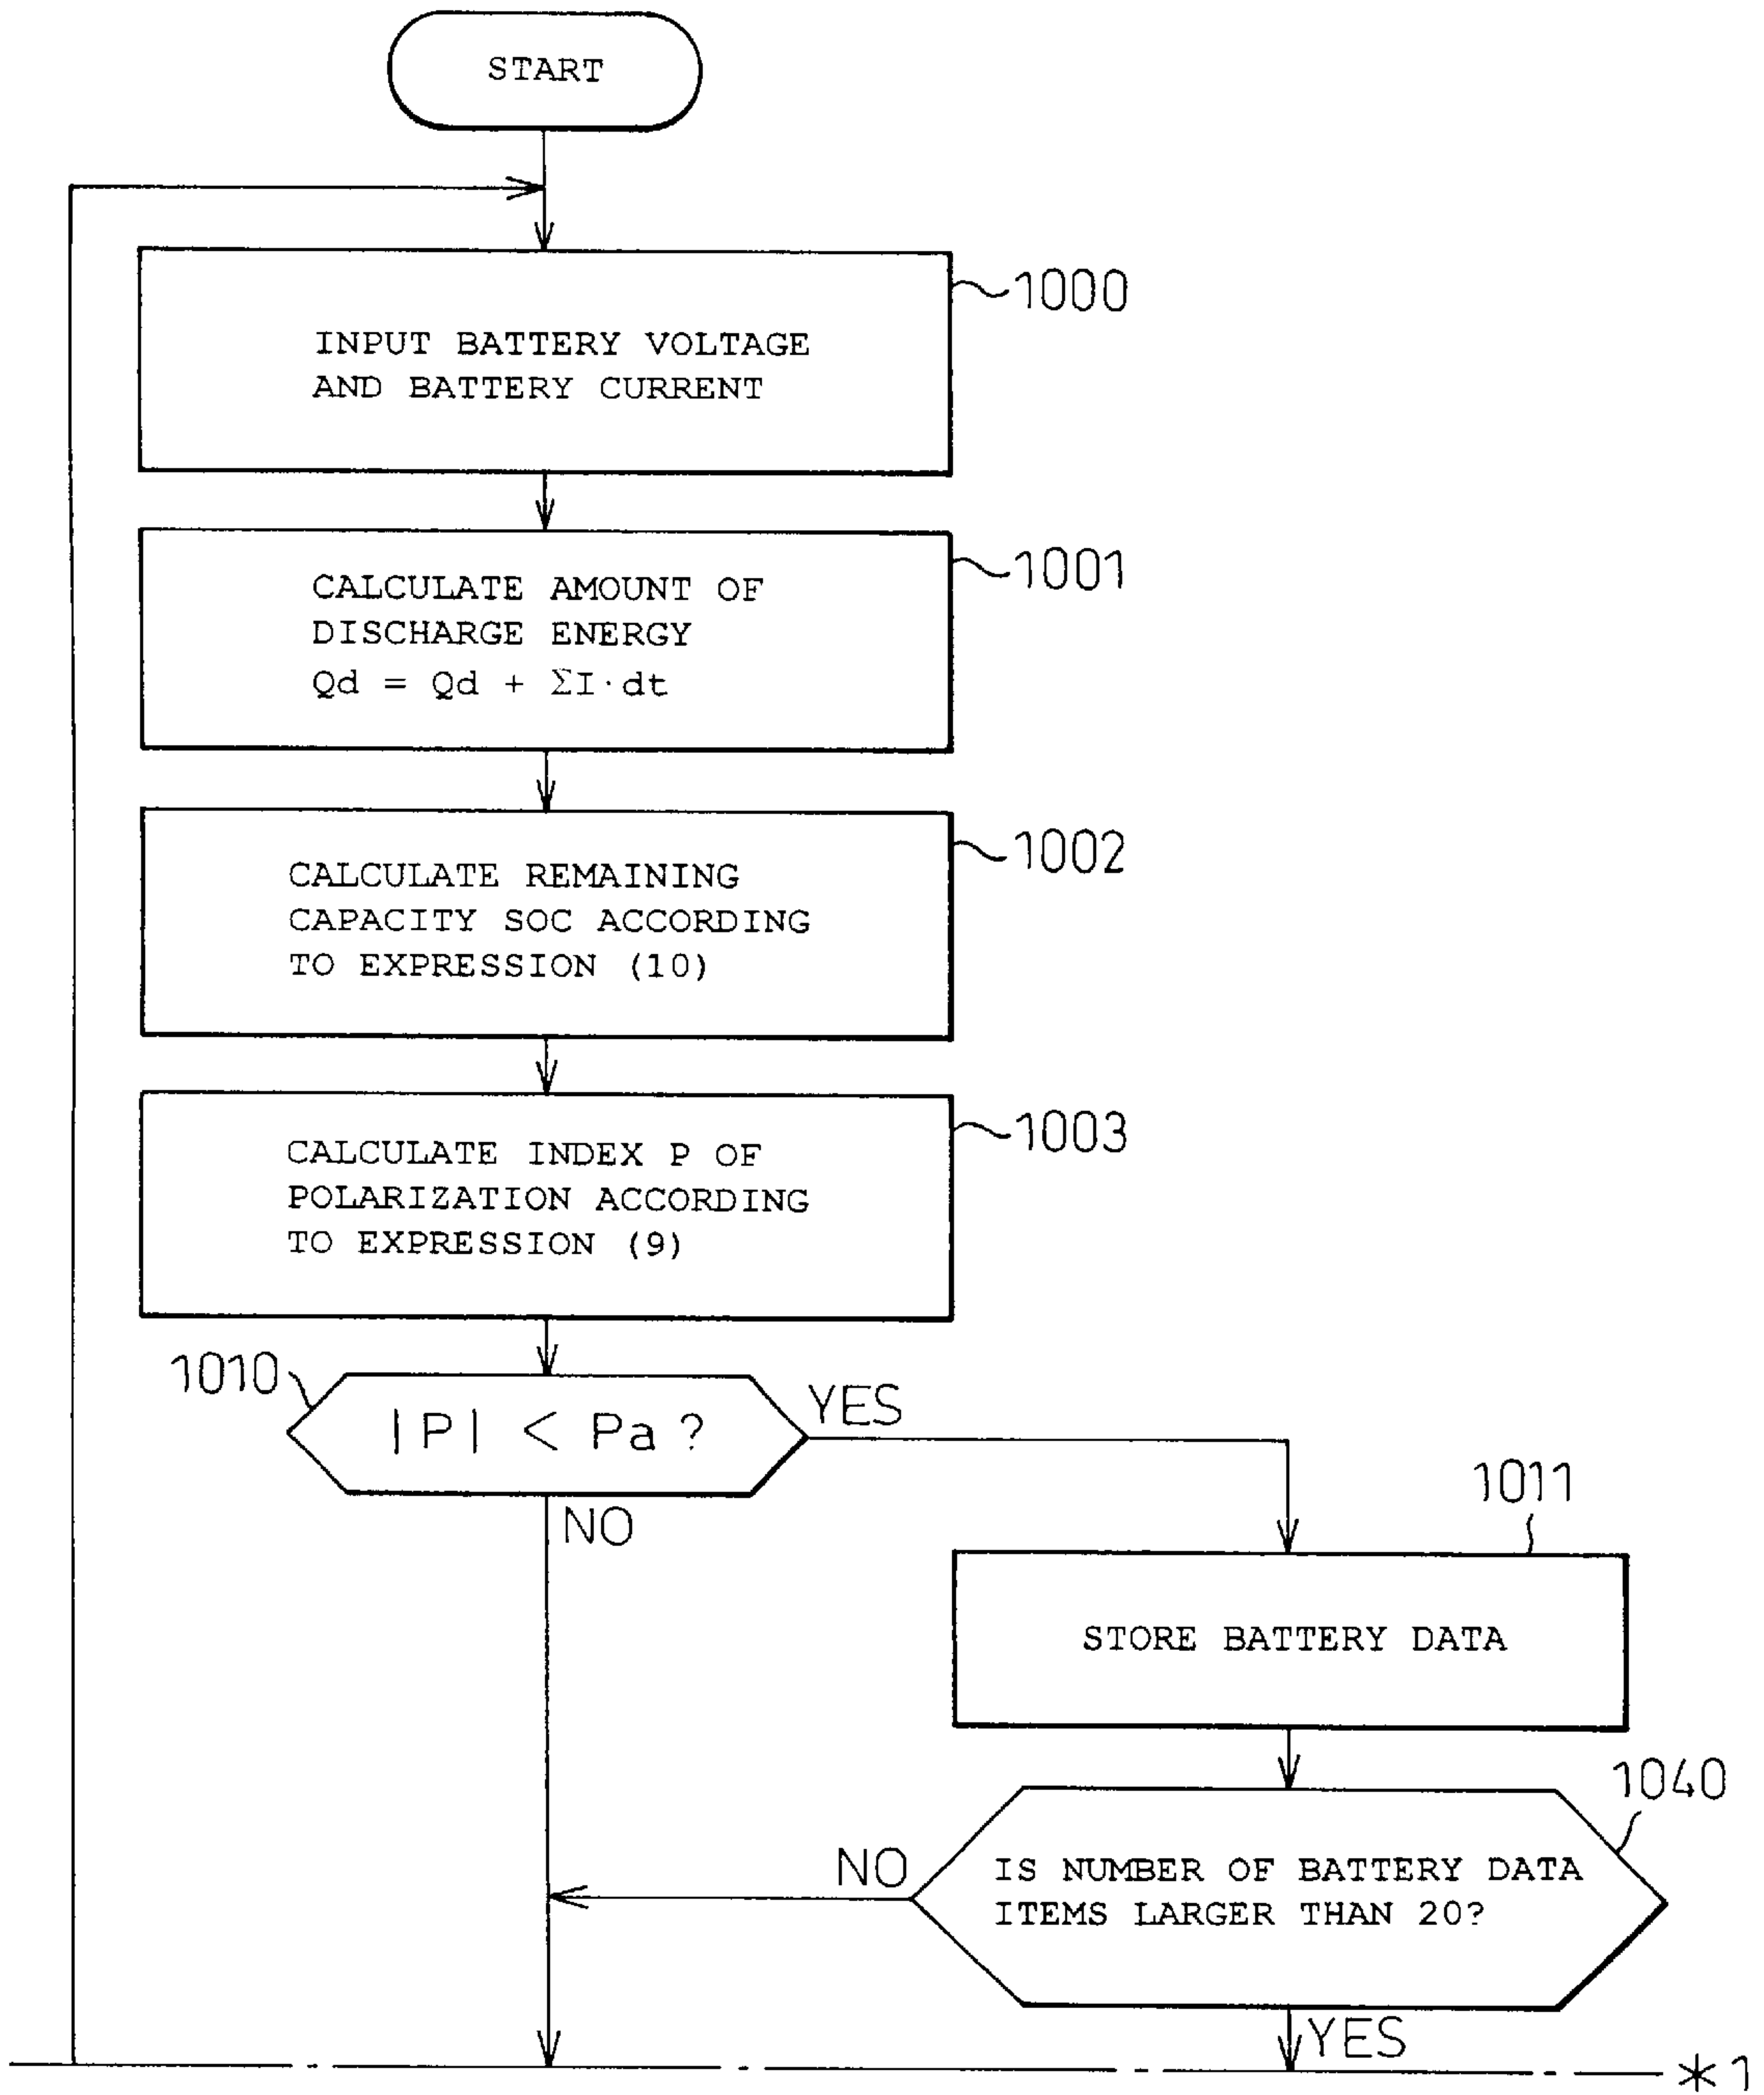 START
1000
INPUT BATTERY VOLTAGE
AND BATTERY CURRENT
1001
CALCULATE AMOUNT OF
DISCHARGE ENERGY
Qd = Qd + ΣI·dt
1002
CALCULATE REMAINING
CAPACITY SOC ACCORDING
TO EXPRESSION (10)
1003
CALCULATE INDEX P OF
POLARIZATION ACCORDING
TO EXPRESSION (9)
1010
|P| < Pa ?
YES
NO
1011
STORE BATTERY DATA
1040
IS NUMBER OF BATTERY DATA
ITEMS LARGER THAN 20?
NO
YES
*1